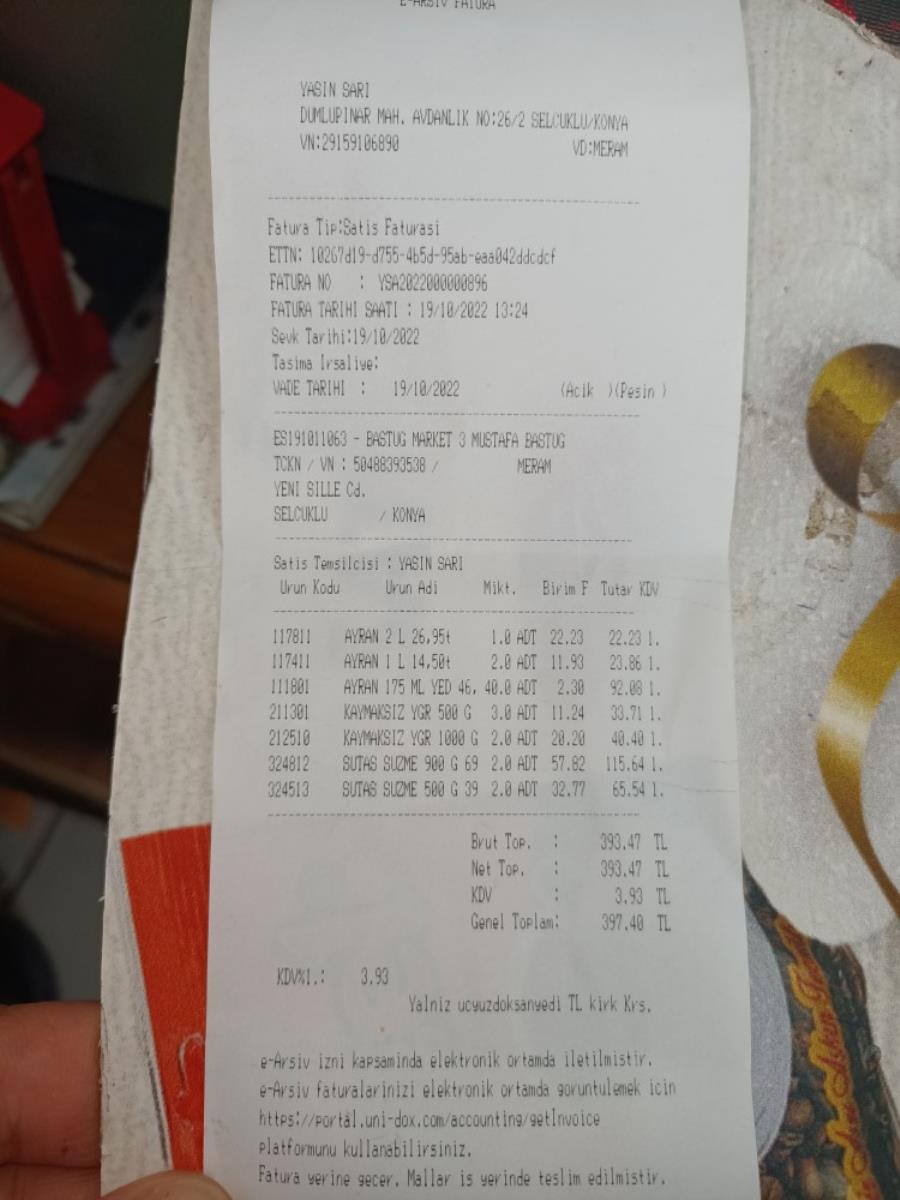 E-ARSIV FATURA
YASIN SARI
DUMLUPINAR MAH. AVDANLIK NO:26/2 SELCUKLU/KONYA
VN:29159106890 VD:MERAM
Fatura Tip:Satis Faturasi
ETTN: 10267d19-d755-4b5d-95ab-eaa042ddcdcf
FATURA NO : YSA2022000000896
FATURA TARIHI SAATI : 19/10/2022 13:24
Sevk Tarihi:19/10/2022
Tasima Irsaliye:
VADE TARIHI : 19/10/2022 (Acik )(Pesin )
ES191011063 - BASTUG MARKET 3 MUSTAFA BASTUG
TCKN / VN : 50488393538 / MERAM
YENI SILLE Cd.
SELCUKLU / KONYA
Satis Temsilcisi : YASIN SARI
Urun Kodu Urun Adi Mikt. Birim F Tutar KDV
117811 AYRAN 2 L 26,95t 1.0 ADT 22.23 22.23 1.
117411 AYRAN 1 L 14,50t 2.0 ADT 11.93 23.86 1.
111801 AYRAN 175 ML YED 46, 40.0 ADT 2.30 92.08 1.
211301 KAYMAKSIZ YGR 500 G 3.0 ADT 11.24 33.71 1.
212510 KAYMAKSIZ YGR 1000 G 2.0 ADT 20.20 40.40 1.
324812 SUTAS SUZME 900 G 69 2.0 ADT 57.82 115.64 1.
324513 SUTAS SUZME 500 G 39 2.0 ADT 32.77 65.54 1.
Brut Top. : 393.47 TL
Net Top. : 393.47 TL
KDV : 3.93 TL
Genel Toplam: 397.40 TL
KDV%1.: 3.93
Yalniz ucyuzdoksanyedi TL kirk Krs.
e-Arsiv izni kapsaminda elektronik ortamda iletilmistir.
e-Arsiv faturalarinizi elektronik ortamda goruntulemek icin
https://portal.uni-dox.com/accounting/getInvoice
platformunu kullanabilirsiniz.
Fatura yerine gecer. Mallar is yerinde teslim edilmistir.